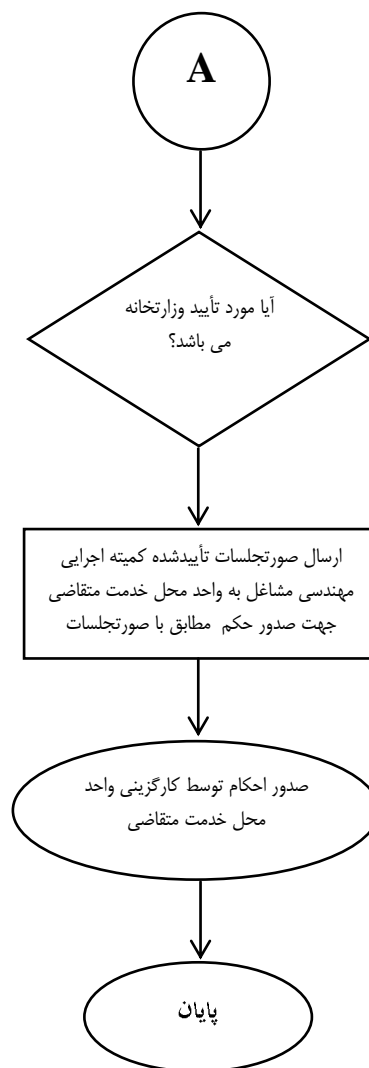 A
آیا مورد تأیید وزارتخانه
می باشد؟
ارسال صورتجلسات تأییدشده کمیته اجرایی
مهندسی مشاغل به واحد محل خدمت متقاضی
جهت صدور حکم مطابق با صورتجلسات
صدور احکام توسط کارگزینی واحد
محل خدمت متقاضی
پایان